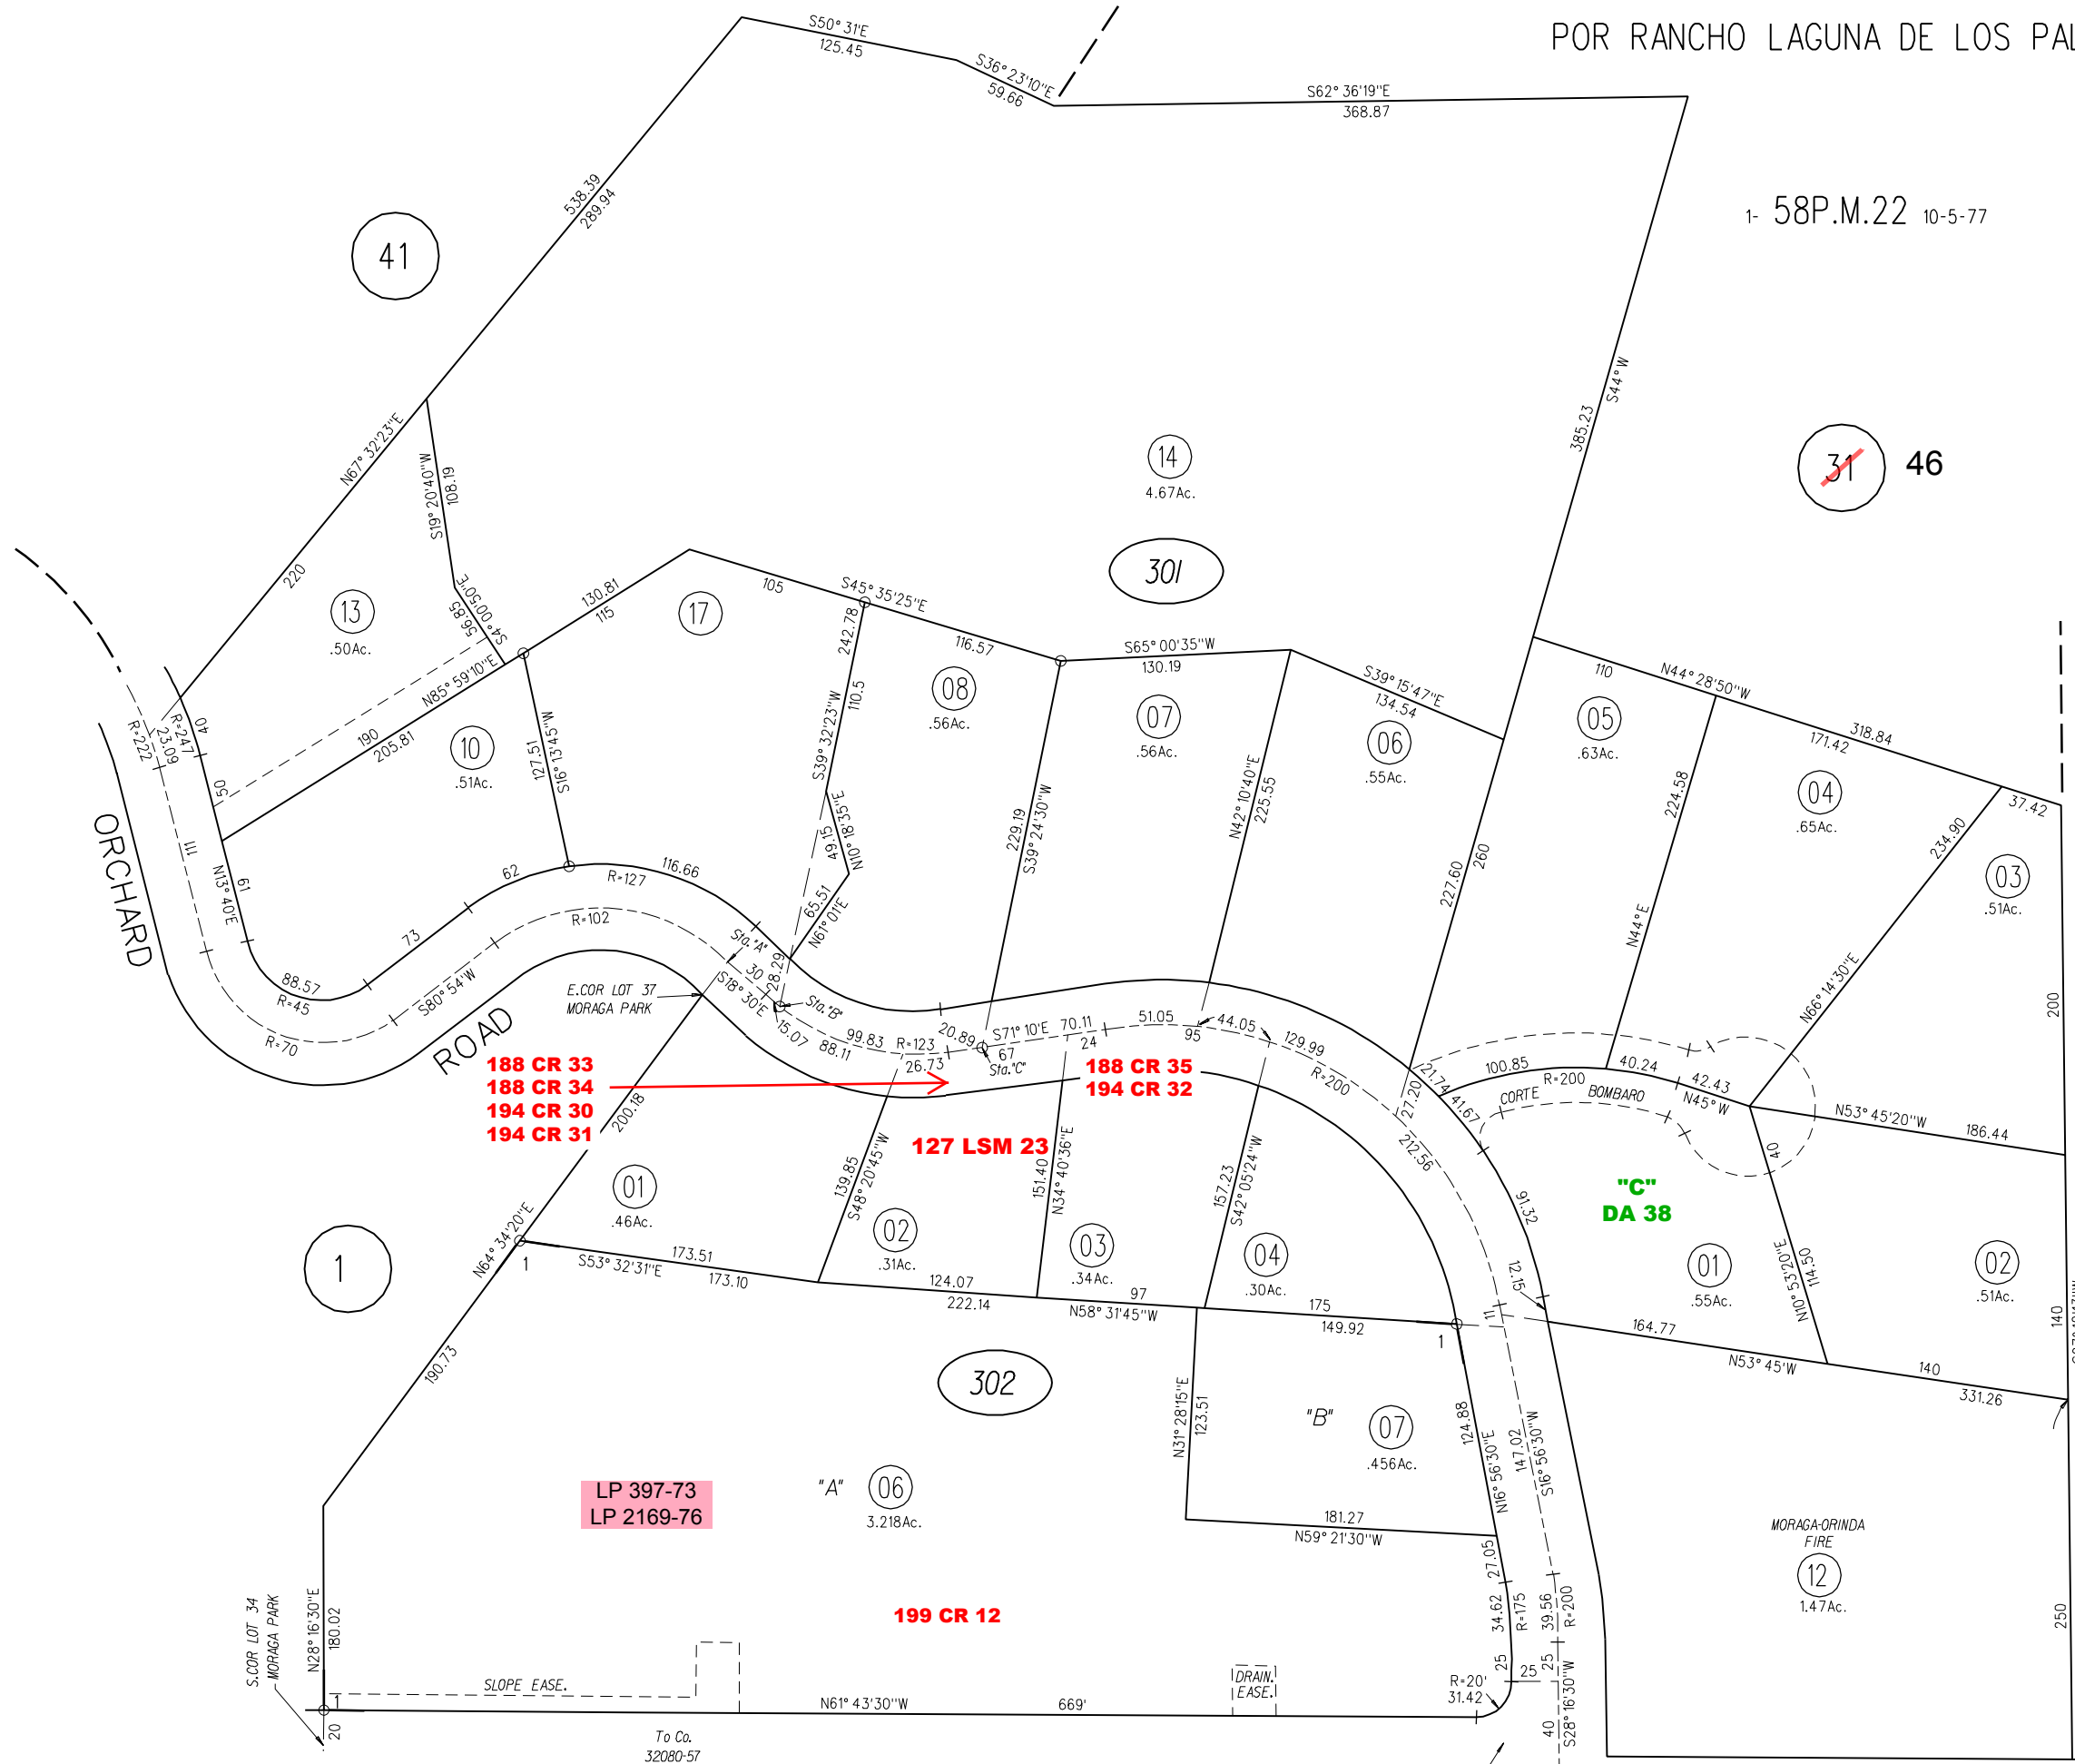 POR RANCHO LAGUNA DE LOS PAL
S50° 31'E
125.45
S36° 23'10"E
59.66
S62° 36'19"E
368.87
1- 58P.M.22 10-5-77
538.39
289.94
41
385.23
S44°W
31
46
N67° 32'23"E
220
S19° 20'40"W
108.19
14
4.67Ac.
301
13
.50Ac.
S4° 00'50"E
56.85
130.81
115
17
105
S45° 35'25"E
116.57
242.78
S39° 32'23"W
110.5
S65° 00'35"W
130.19
S39° 15'47"E
134.54
08
.56Ac.
07
.56Ac.
06
.55Ac.
05
.63Ac.
110
N44° 28'50"W
318.84
171.42
04
.65Ac.
37.42
03
.51Ac.
N85° 59'10"E
190
205.81
10
.51Ac.
S16° 13'45"W
127.51
R=222
23.09
R=247
40
50
111
N13° 40'E
61
ORCHARD
ROAD
62
R=127
116.66
R=102
73
88.57
R=45
R=70
S80° 54'W
49.15
N10° 18'35"E
65.51
N61° 01'E
229.19
S39° 24'30"W
N42° 10'40"E
225.55
227.60
260
224.58
N44°E
234.90
N66° 14'30"E
200
E.COR LOT 37
MORAGA PARK
Sta."A"
30
S18° 30'E
28.29
Sta."B"
15.07
99.83
88.11
R=123
26.73
20.89
S71° 10'E
67
Sta."C"
70.11
24
51.05
95
44.05
129.99
R=200
27.20
21.74
41.67
100.85
R=200
40.24
42.43
N45°W
CORTE BOMBARO
N53° 45'20"W
186.44
188 CR 33
188 CR 34
194 CR 30
194 CR 31
188 CR 35
194 CR 32
127 LSM 23
200.18
212.56
91.32
12.15
11
40
"C"
DA 38
01
.46Ac.
139.85
S48° 20'45"W
02
.31Ac.
151.40
N34° 40'36"E
03
.34Ac.
157.23
S42° 05'24"W
04
.30Ac.
01
.55Ac.
N10° 53'20"E
114.50
02
.51Ac.
140
1
N64° 34'20"E
1
S53° 32'31"E
173.51
173.10
124.07
222.14
97
N58° 31'45"W
175
149.92
1
164.77
N53° 45'W
140
331.26
190.73
302
N31° 28'15"E
123.51
"B"
07
.456Ac.
124.88
N16° 56'30"E
147.02
S16° 56'30"W
LP 397-73
LP 2169-76
"A"
06
3.218Ac.
181.27
N59° 21'30"W
27.05
MORAGA-ORINDA
FIRE
12
1.47Ac.
250
199 CR 12
34.62
R=175
39.56
R=200
S.COR LOT 34
MORAGA PARK
N28° 16'30"E
180.02
SLOPE EASE.
DRAIN.
EASE.
R=20'
31.42
25
25
25
40
S28° 16'30"W
1
20
N61° 43'30"W
669'
To Co.
32080-57